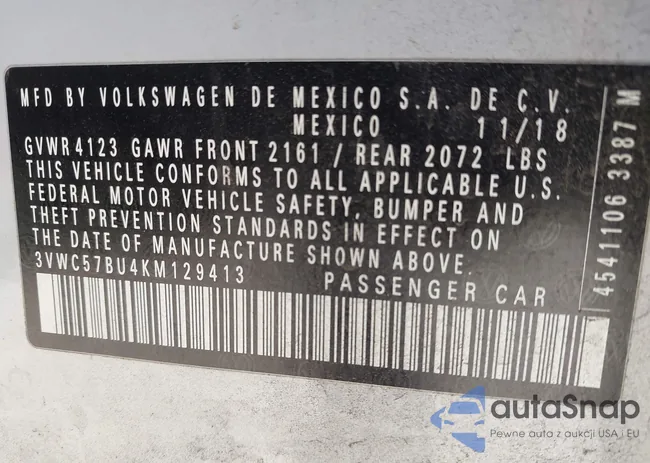 MFD BY VOLKSWAGEN DE MEXICO S.A. DE C.V.
MEXICO 11/18
GVWR 4123 GAWR FRONT 2161 / REAR 2072 LBS
THIS VEHICLE CONFORMS TO ALL APPLICABLE U.S.
FEDERAL MOTOR VEHICLE SAFETY, BUMPER AND
THEFT PREVENTION STANDARDS IN EFFECT ON
THE DATE OF MANUFACTURE SHOWN ABOVE.
3VWC57BU4KM129413 PASSENGER CAR
4541106 3387 M
autoSnap
Pewne auta z aukcji USA i EU